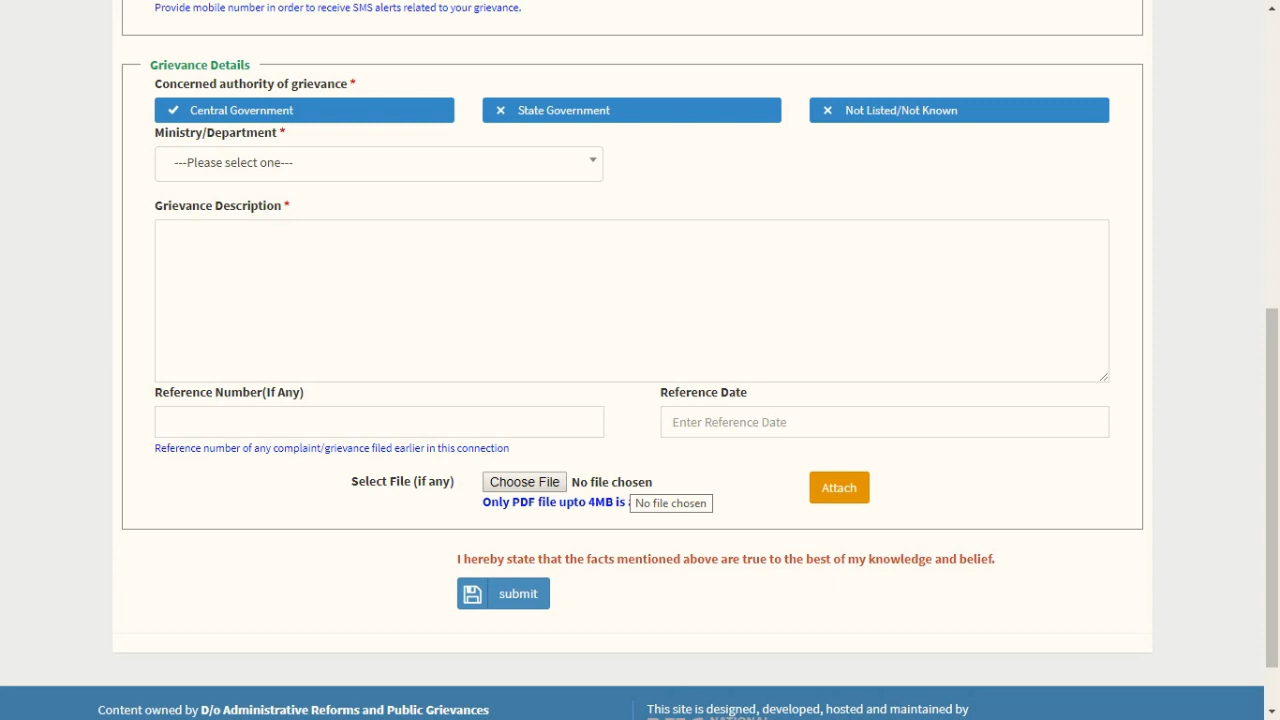 Provide mobile number in order to receive SMS alerts related to your grievance.
Grievance Details
Concerned authority of grievance *
Central Government
State Government
Not Listed/Not Known
Ministry/Department *
---Please select one---
Grievance Description *
Reference Number(If Any)
Reference Date
Enter Reference Date
Reference number of any complaint/grievance filed earlier in this connection
Select File (if any)
Choose File No file chosen
Attach
Only PDF file upto 4MB is
No file chosen
I hereby state that the facts mentioned above are true to the best of my knowledge and belief.
submit
Content owned by D/o Administrative Reforms and Public Grievances
This site is designed, developed, hosted and maintained by
NATIONAL